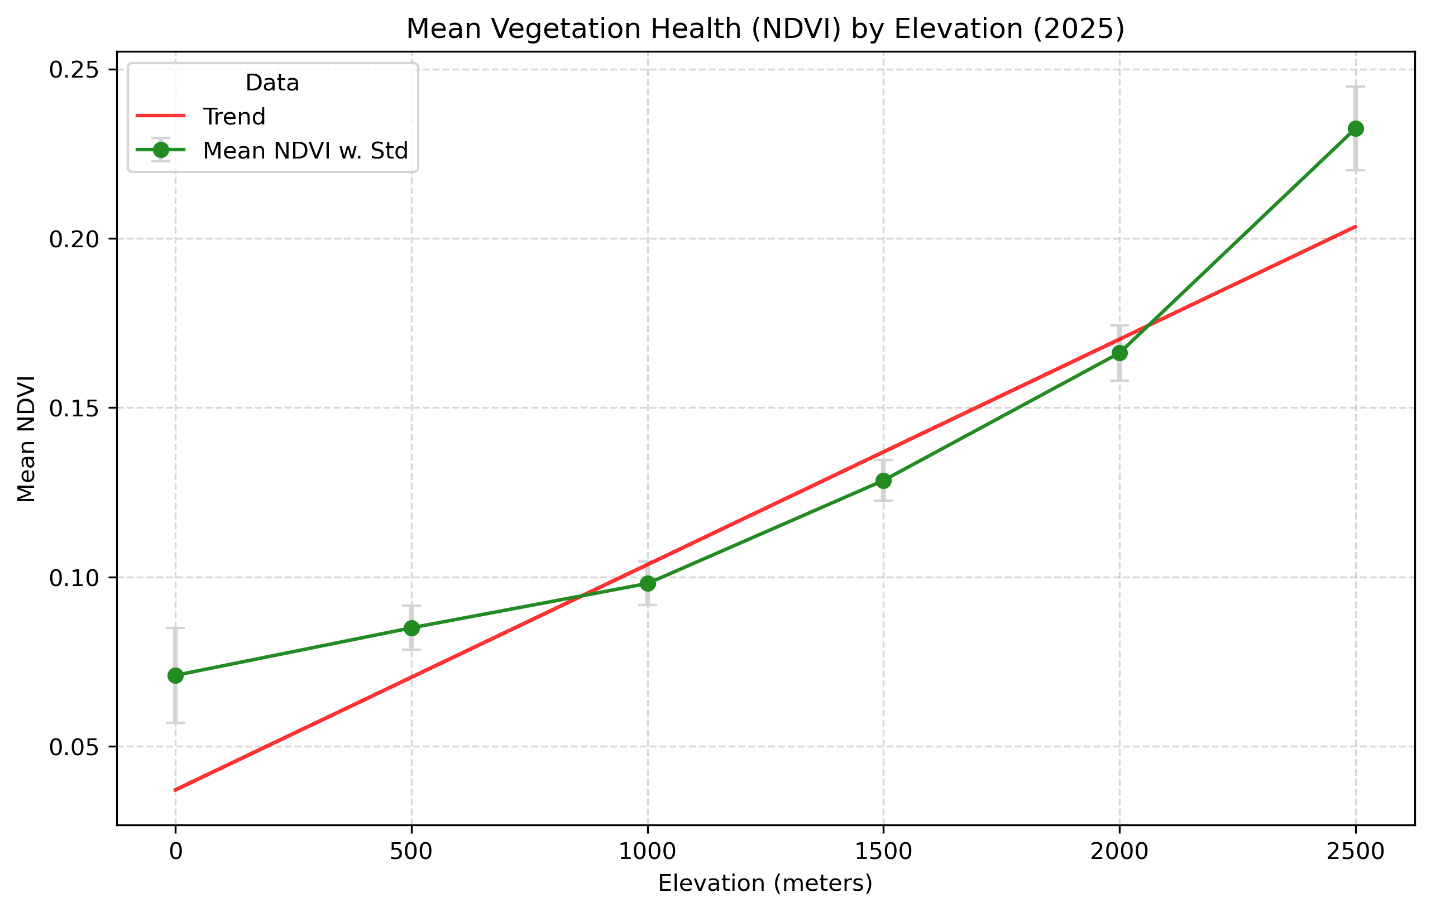 Mean Vegetation Health (NDVI) by Elevation (2025)
Data
Trend
Mean NDVI w. Std
Mean NDVI
0.25
0.20
0.15
0.10
0.05
0 500 1000 1500 2000 2500
Elevation (meters)